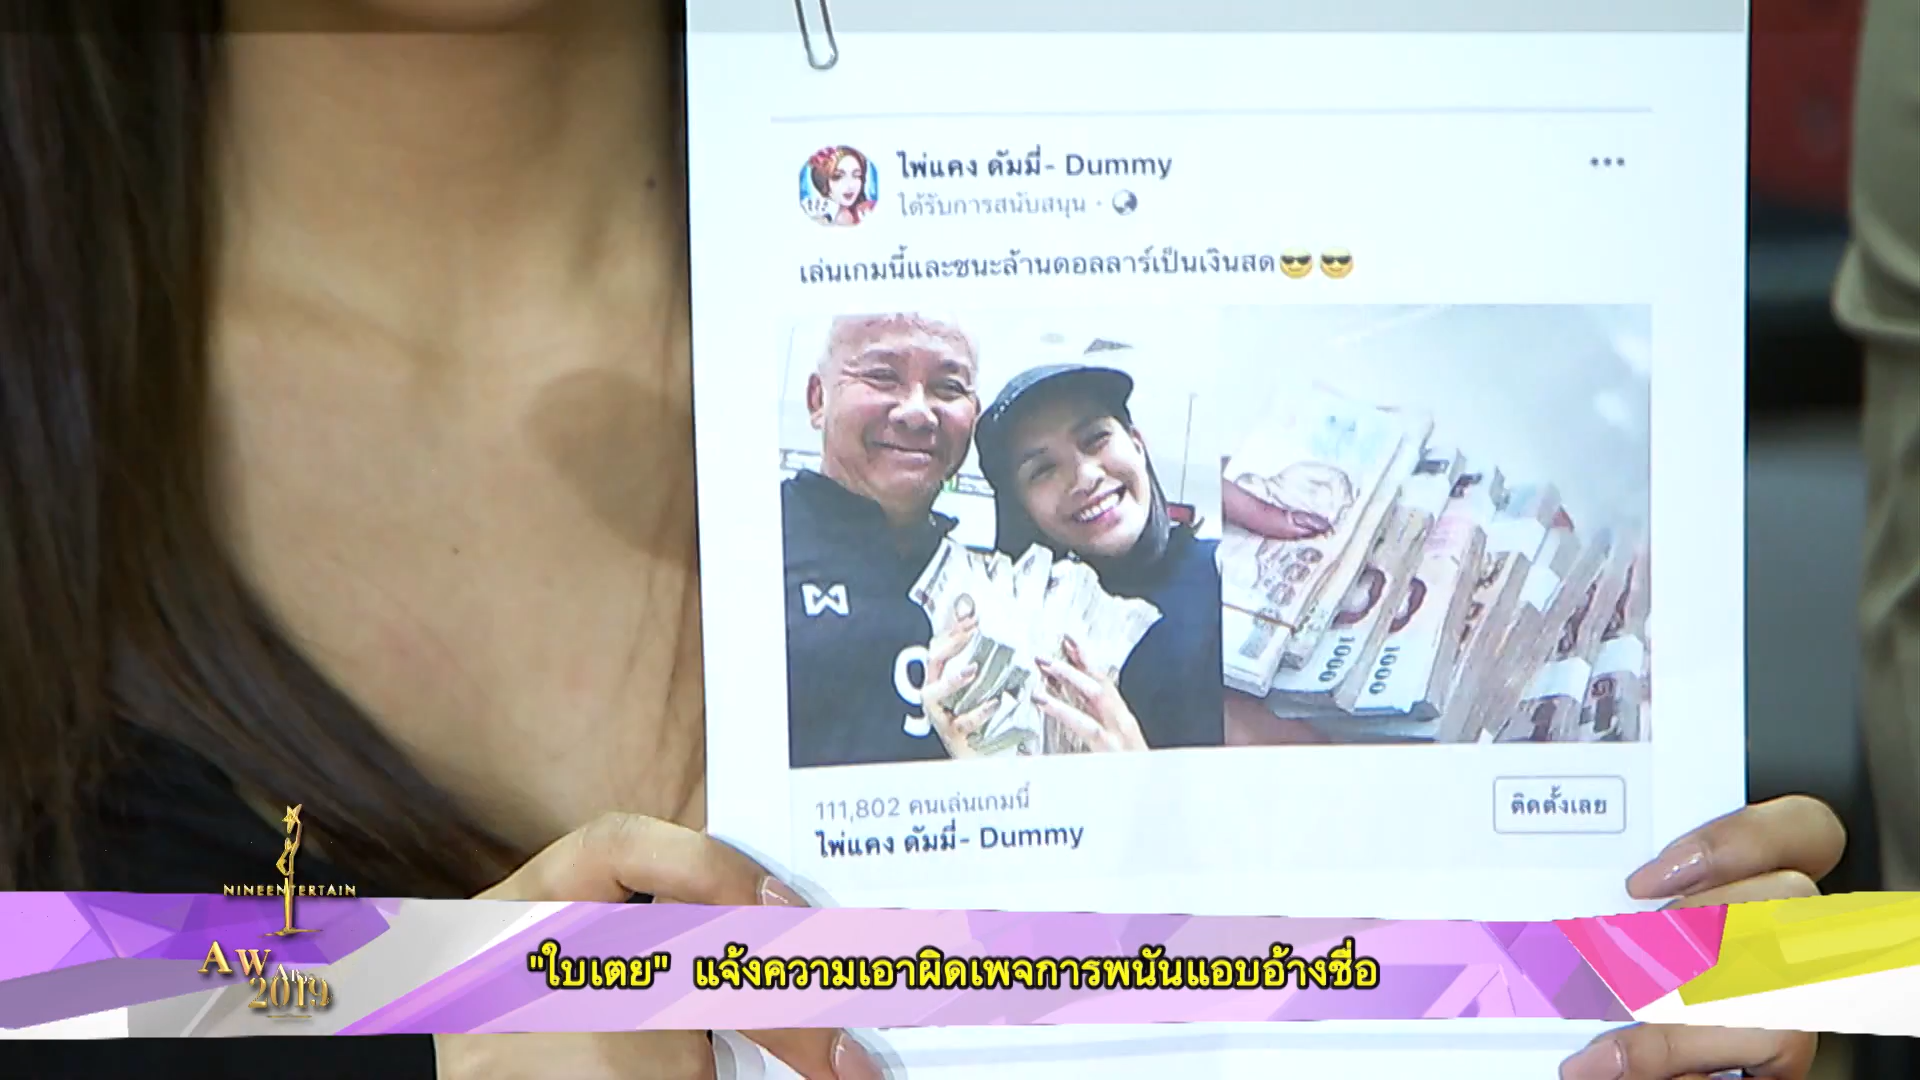 ไพ่แคง ดัมมี่- Dummy
ได้รับการสนับสนุน ·
เล่นเกมนี้และชนะล้านดอลลาร์เป็นเงินสด😎😎
9
1000
1000
111,802 คนเล่นเกมนี้
ไพ่แคง ดัมมี่- Dummy
ติดตั้งเลย
NINEENTERTAIN
AWARDS
2019
"ใบเตย" แจ้งความเอาผิดเพจการพนันแอบอ้างชื่อ